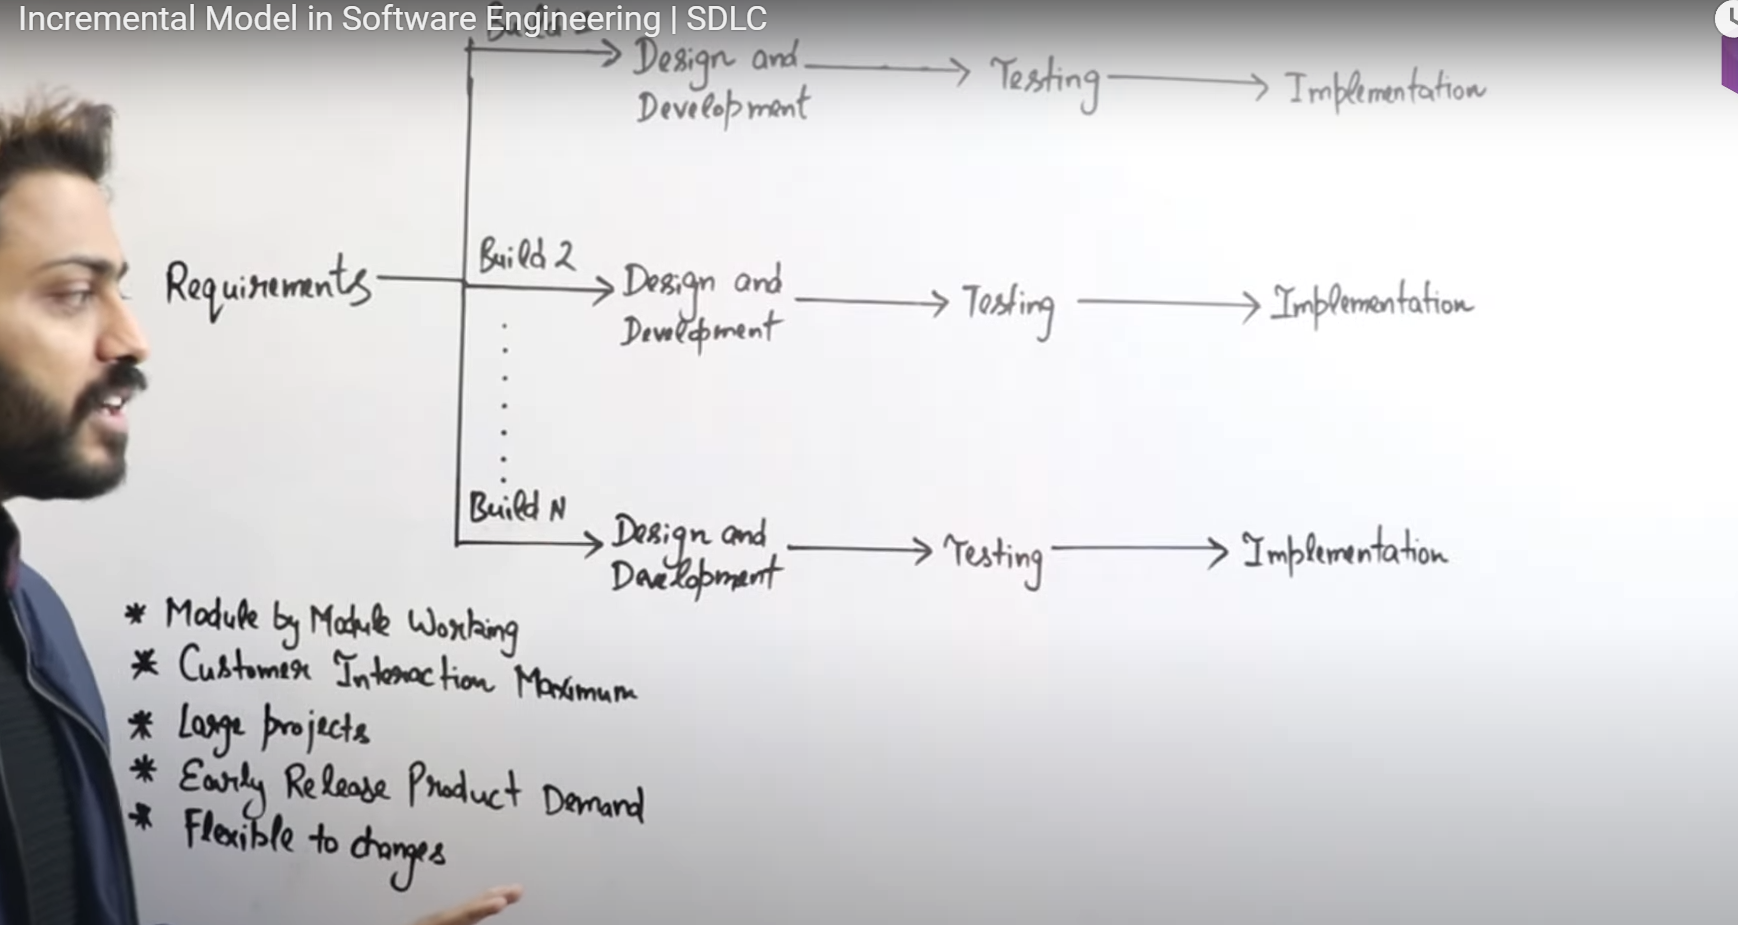 Incremental Model in Software Engineering | SDLC
Build
Design and
Development
Testing
Implementation
Requirements
Build 2
Design and
Development
Testing
Implementation
Build N
Design and
Development
Testing
Implementation
* Module by Module Working
* Customer Interaction Maximum
* Large projects
* Early Release Product Demand
* Flexible to changes